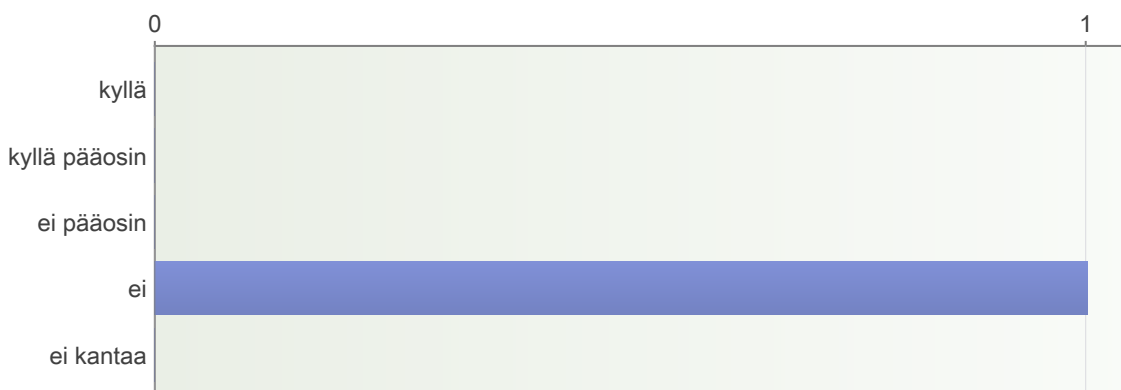 0 1
kyllä
kyllä pääosin
ei pääosin
ei
ei kantaa